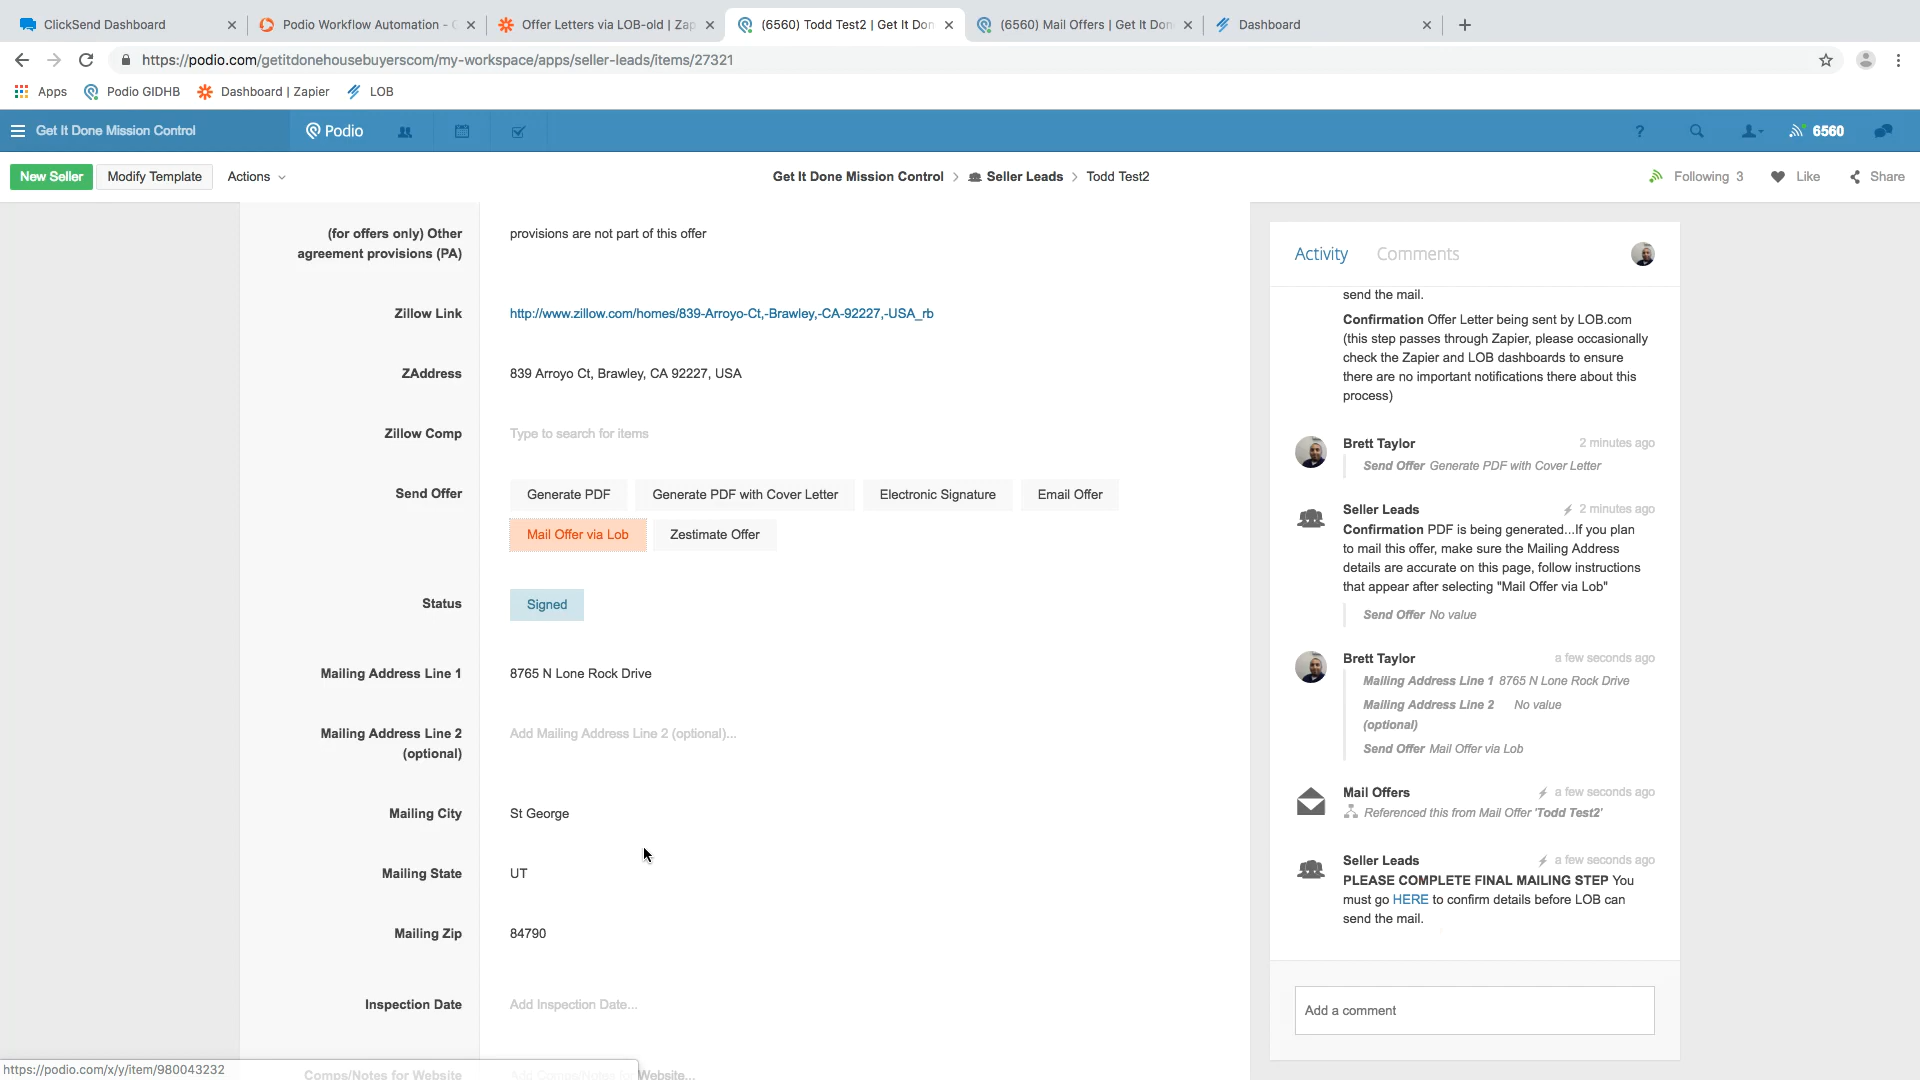 ClickSend Dashboard
Podio Workflow Automation - G
Offer Letters via LOB-old | Zap
(6560) Todd Test2 | Get It Don
(6560) Mail Offers | Get It Don
Dashboard
https://podio.com/getitdonehousebuyerscom/my-workspace/apps/seller-leads/items/27321
Apps
Podio GIDHB
Dashboard | Zapier
LOB
Get It Done Mission Control
Podio
?
6560
New Seller
Modify Template
Actions
Get It Done Mission Control > Seller Leads > Todd Test2
Following 3
Like
Share
(for offers only) Other
agreement provisions (PA)
provisions are not part of this offer
Zillow Link
http://www.zillow.com/homes/839-Arroyo-Ct,-Brawley,-CA-92227,-USA_rb
ZAddress
839 Arroyo Ct, Brawley, CA 92227, USA
Zillow Comp
Type to search for items
Send Offer
Generate PDF
Generate PDF with Cover Letter
Electronic Signature
Email Offer
Mail Offer via Lob
Zestimate Offer
Status
Signed
Mailing Address Line 1
8765 N Lone Rock Drive
Mailing Address Line 2
(optional)
Add Mailing Address Line 2 (optional)...
Mailing City
St George
Mailing State
UT
Mailing Zip
84790
Inspection Date
Add Inspection Date...
Comps/Notes for Website
Add Comps/Notes for Website...
https://podio.com/x/y/item/980043232
Activity
Comments
send the mail.
Confirmation Offer Letter being sent by LOB.com
(this step passes through Zapier, please occasionally
check the Zapier and LOB dashboards to ensure
there are no important notifications there about this
process)
Brett Taylor
2 minutes ago
Send Offer Generate PDF with Cover Letter
Seller Leads
2 minutes ago
Confirmation PDF is being generated...If you plan
to mail this offer, make sure the Mailing Address
details are accurate on this page, follow instructions
that appear after selecting "Mail Offer via Lob"
Send Offer No value
Brett Taylor
a few seconds ago
Mailing Address Line 1 8765 N Lone Rock Drive
Mailing Address Line 2 No value
(optional)
Send Offer Mail Offer via Lob
Mail Offers
a few seconds ago
Referenced this from Mail Offer 'Todd Test2'
Seller Leads
a few seconds ago
PLEASE COMPLETE FINAL MAILING STEP You
must go HERE to confirm details before LOB can
send the mail.
Add a comment